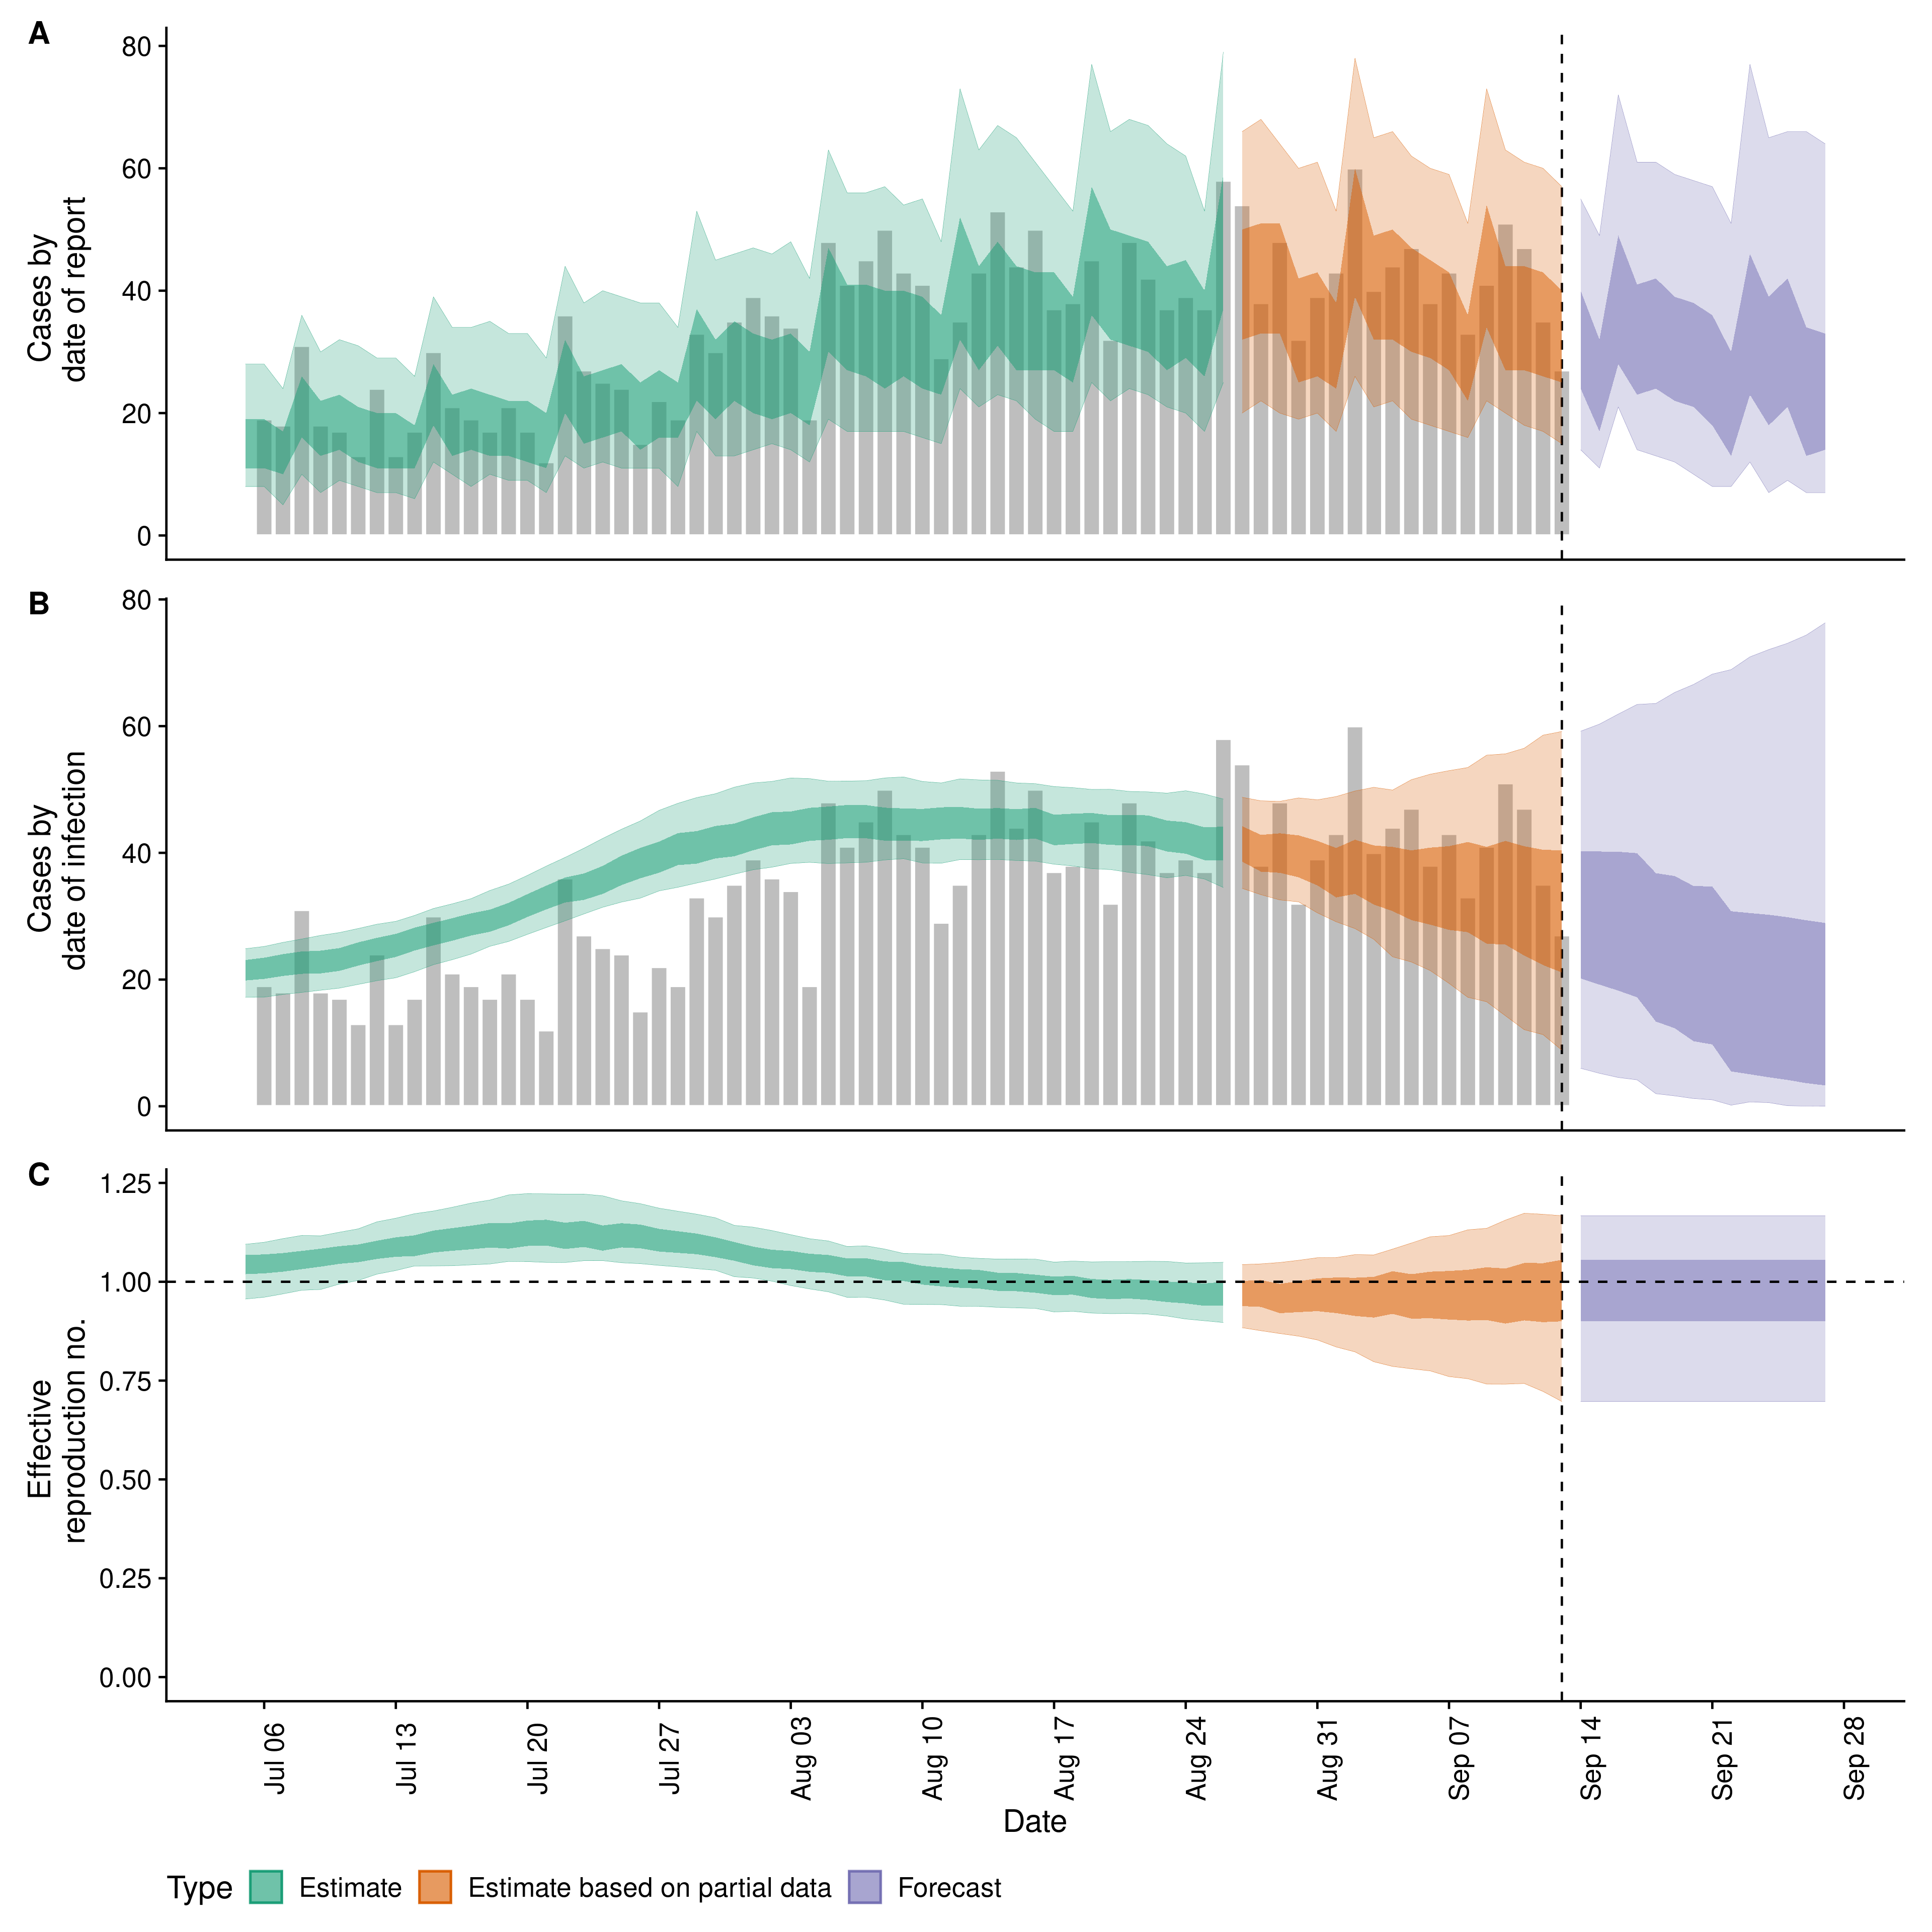 A
80
60
40
20
0
Cases by
date of report
B
80
60
40
20
0
Cases by
date of infection
C
1.25
1.00
0.75
0.50
0.25
0.00
Effective
reproduction no.
Jul 06
Jul 13
Jul 20
Jul 27
Aug 03
Aug 10
Aug 17
Aug 24
Aug 31
Sep 07
Sep 14
Sep 21
Sep 28
Date
Type Estimate Estimate based on partial data Forecast